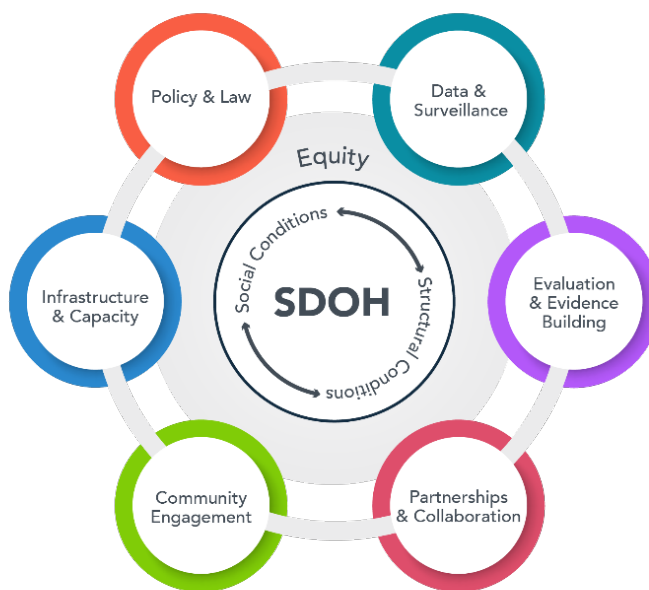 Policy & Law
Data &
Surveillance
Equity
Social Conditions
SDOH
Structural Conditions
Infrastructure
& Capacity
Evaluation
& Evidence
Building
Community
Engagement
Partnerships
& Collaboration